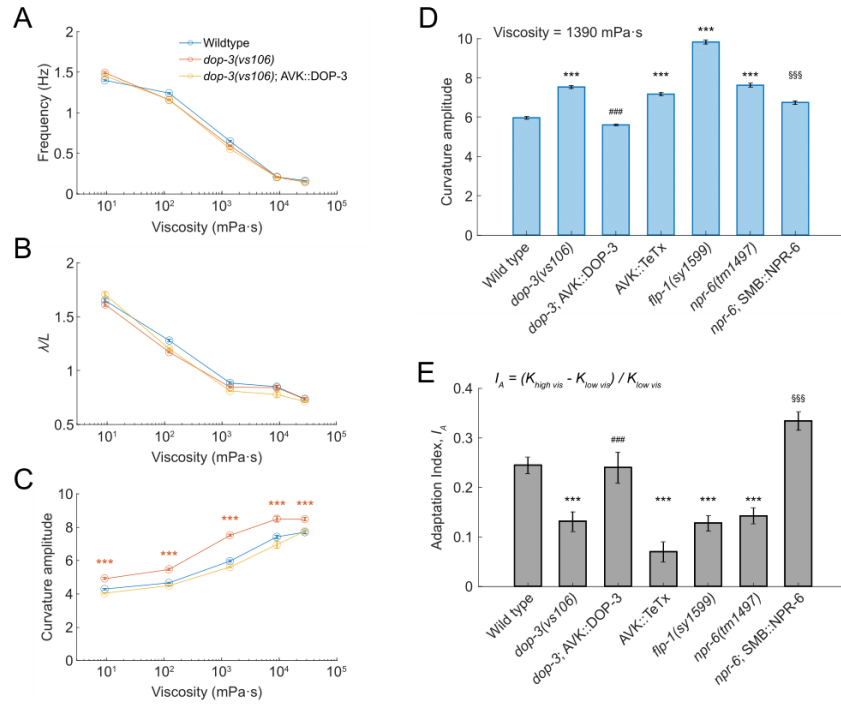 A
Wildtype
dop-3(vs106)
dop-3(vs106); AVK::DOP-3
2
1.5
1
0.5
0
Frequency (Hz)
10¹ 10² 10³ 10⁴ 10⁵
Viscosity (mPa·s)
B
2
1.5
1
0.5
λ/L
10¹ 10² 10³ 10⁴ 10⁵
Viscosity (mPa·s)
C
10
8
6
4
2
0
Curvature amplitude
*** *** *** *** ***
10¹ 10² 10³ 10⁴ 10⁵
Viscosity (mPa·s)
D
Viscosity = 1390 mPa·s
10
8
6
4
2
0
Curvature amplitude
*** ### *** *** *** §§§
Wild type
dop-3(vs106)
dop-3; AVK::DOP-3
AVK::TeTx
flp-1(sy1599)
npr-6(tm1497)
npr-6; SMB::NPR-6
E
I_A = (K_high vis - K_low vis) / K_low vis
0.4
0.3
0.2
0.1
0
Adaptation Index, I_A
*** ### *** *** *** §§§
Wild type
dop-3(vs106)
dop-3; AVK::DOP-3
AVK::TeTx
flp-1(sy1599)
npr-6(tm1497)
npr-6; SMB::NPR-6